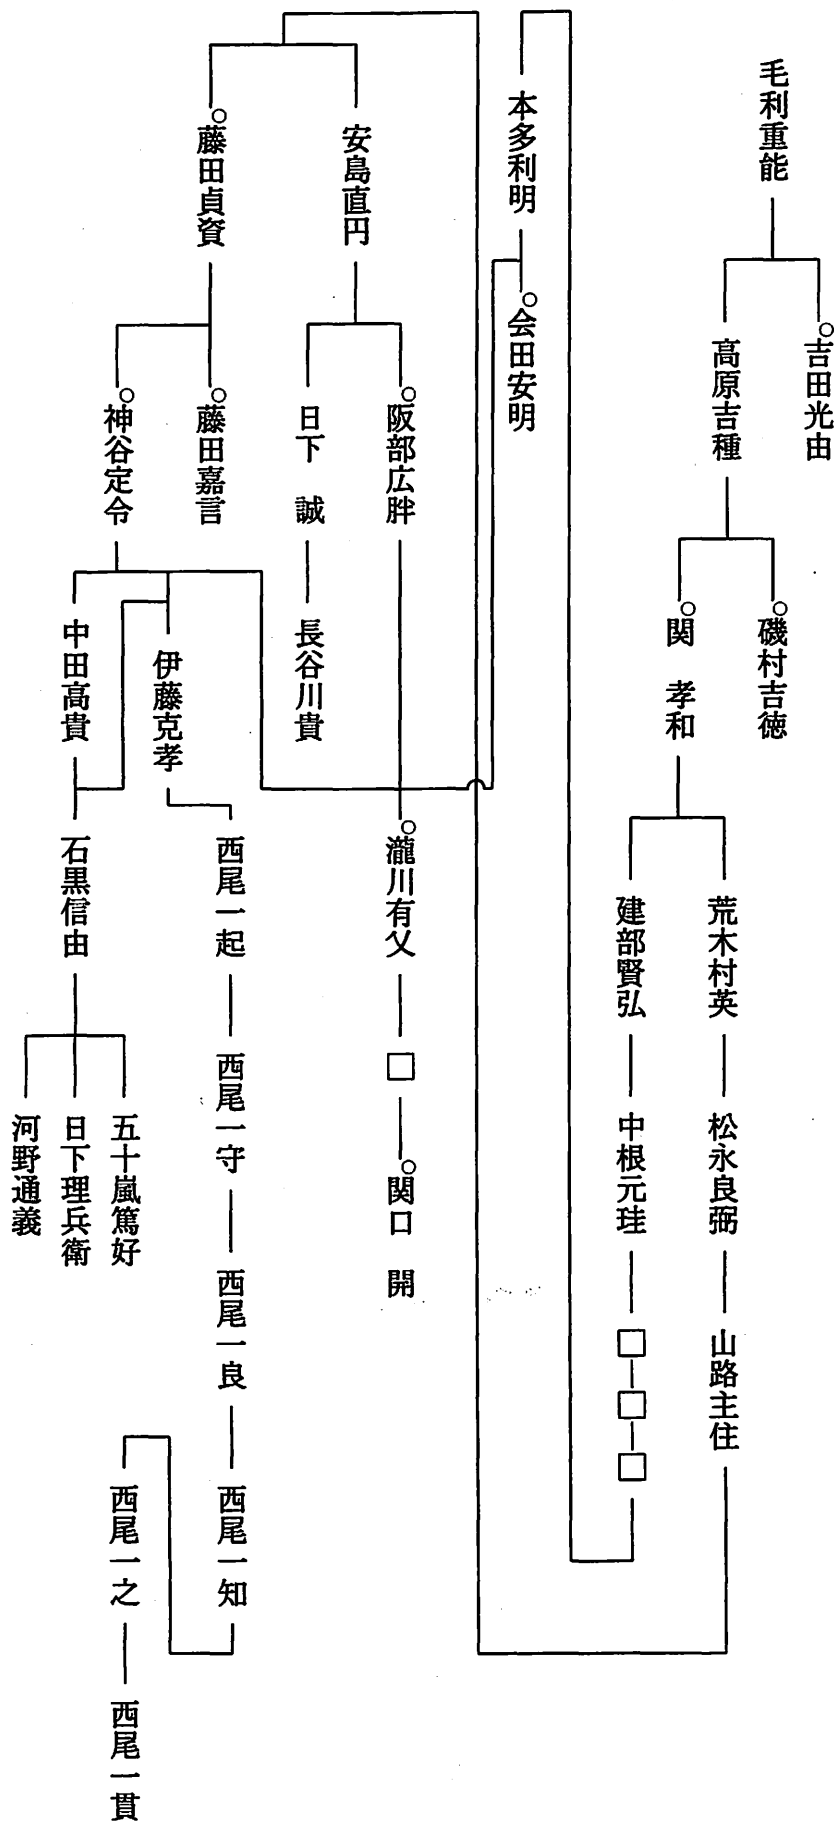 毛利重能
○吉田光由
高原吉種
○磯村吉徳
○関　孝和
荒木村英
松永良弼
山路主住
建部賢弘
中根元珪
□
□
□
本多利明
○会田安明
安島直円
○阪部広胖
○瀧川有乂
□
○関口　開
日下　誠
長谷川貴
○藤田貞資
○藤田嘉言
○神谷定令
伊藤克孝
西尾一起
西尾一守
西尾一良
西尾一知
西尾一之
西尾一貫
中田高貴
石黒信由
五十嵐篤好
日下理兵衛
河野通義